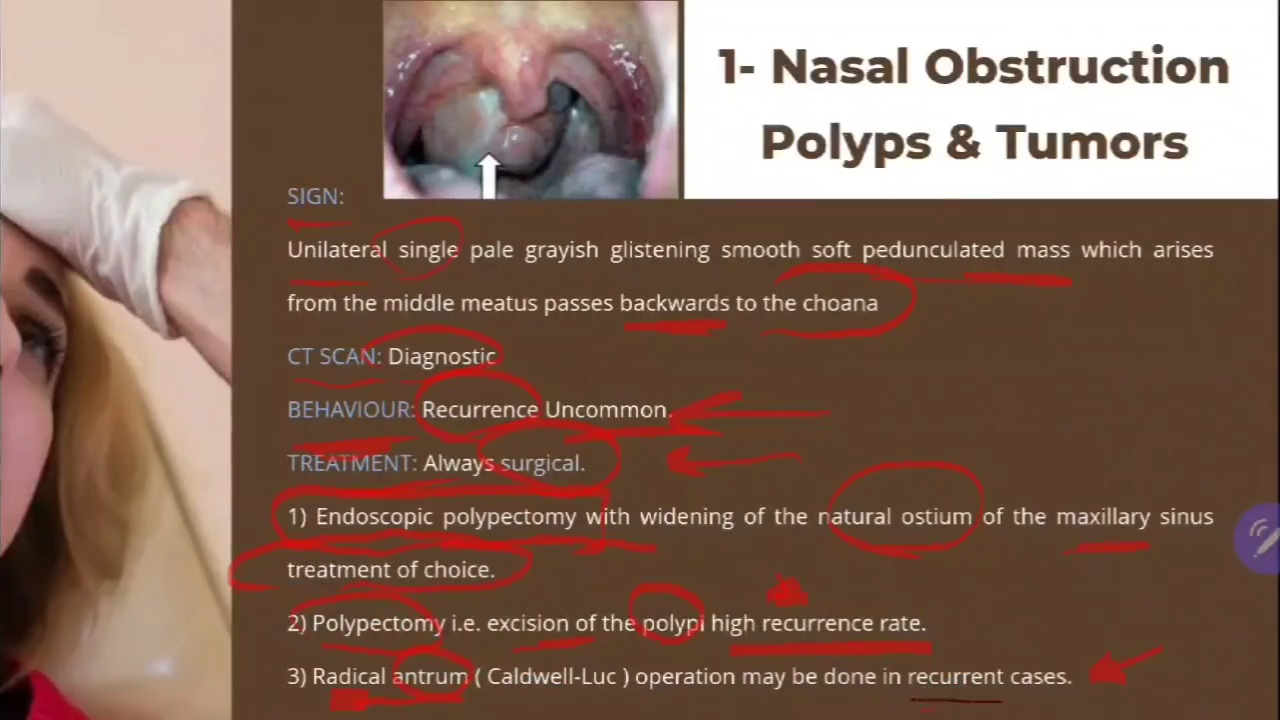 1- Nasal Obstruction
Polyps & Tumors
SIGN:
Unilateral single pale grayish glistening smooth soft pedunculated mass which arises
from the middle meatus passes backwards to the choana
CT SCAN: Diagnostic
BEHAVIOUR: Recurrence Uncommon.
TREATMENT: Always surgical.
1) Endoscopic polypectomy with widening of the natural ostium of the maxillary sinus
treatment of choice.
2) Polypectomy i.e. excision of the polypi high recurrence rate.
3) Radical antrum ( Caldwell-Luc ) operation may be done in recurrent cases.